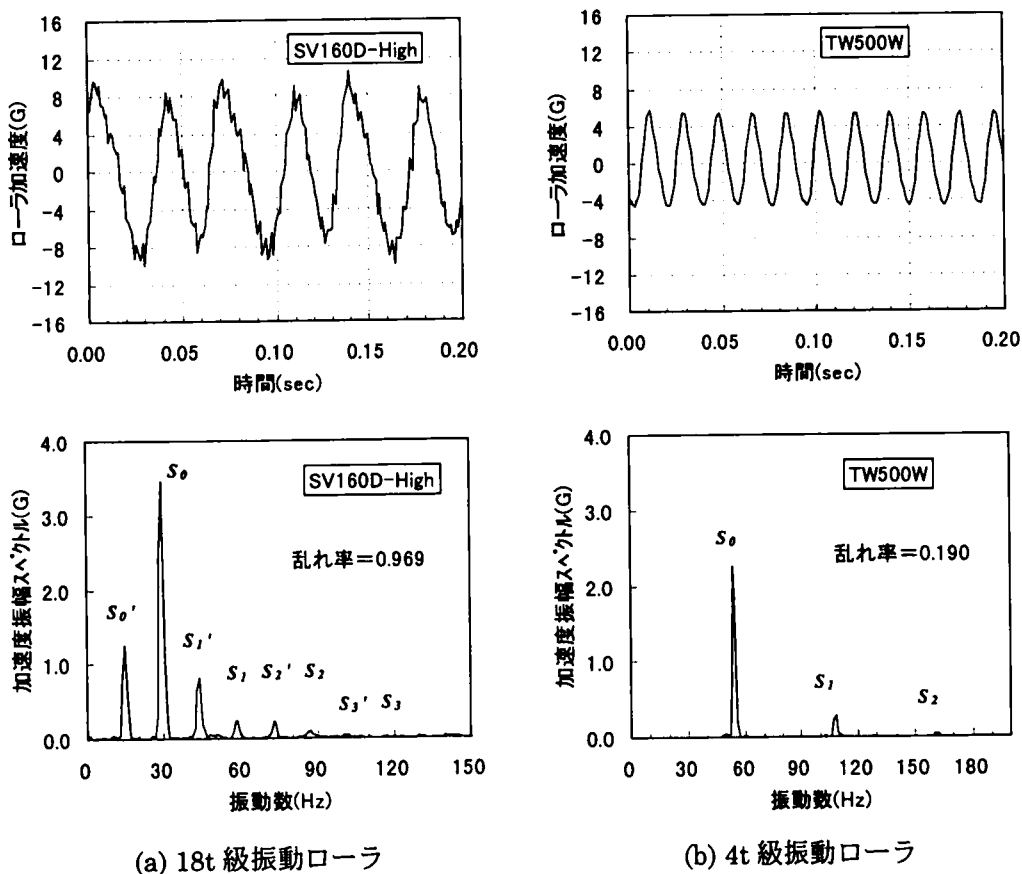 SV160D-High
ローラ加速度(G)
16
12
8
4
0
-4
-8
-12
-16
0.00 0.05 0.10 0.15 0.20
時間(sec)
TW500W
ローラ加速度(G)
16
12
8
4
0
-4
-8
-12
-16
0.00 0.05 0.10 0.15 0.20
時間(sec)
SV160D-High
乱れ率=0.969
加速度振幅スペクトル(G)
4.0
3.0
2.0
1.0
0.0
S0' S0 S1' S1 S2' S2 S3' S3
0 30 60 90 120 150
振動数(Hz)
(a) 18t 級振動ローラ
TW500W
乱れ率=0.190
加速度振幅スペクトル(G)
4.0
3.0
2.0
1.0
0.0
S0 S1 S2
0 30 60 90 120 150 180
振動数(Hz)
(b) 4t 級振動ローラ